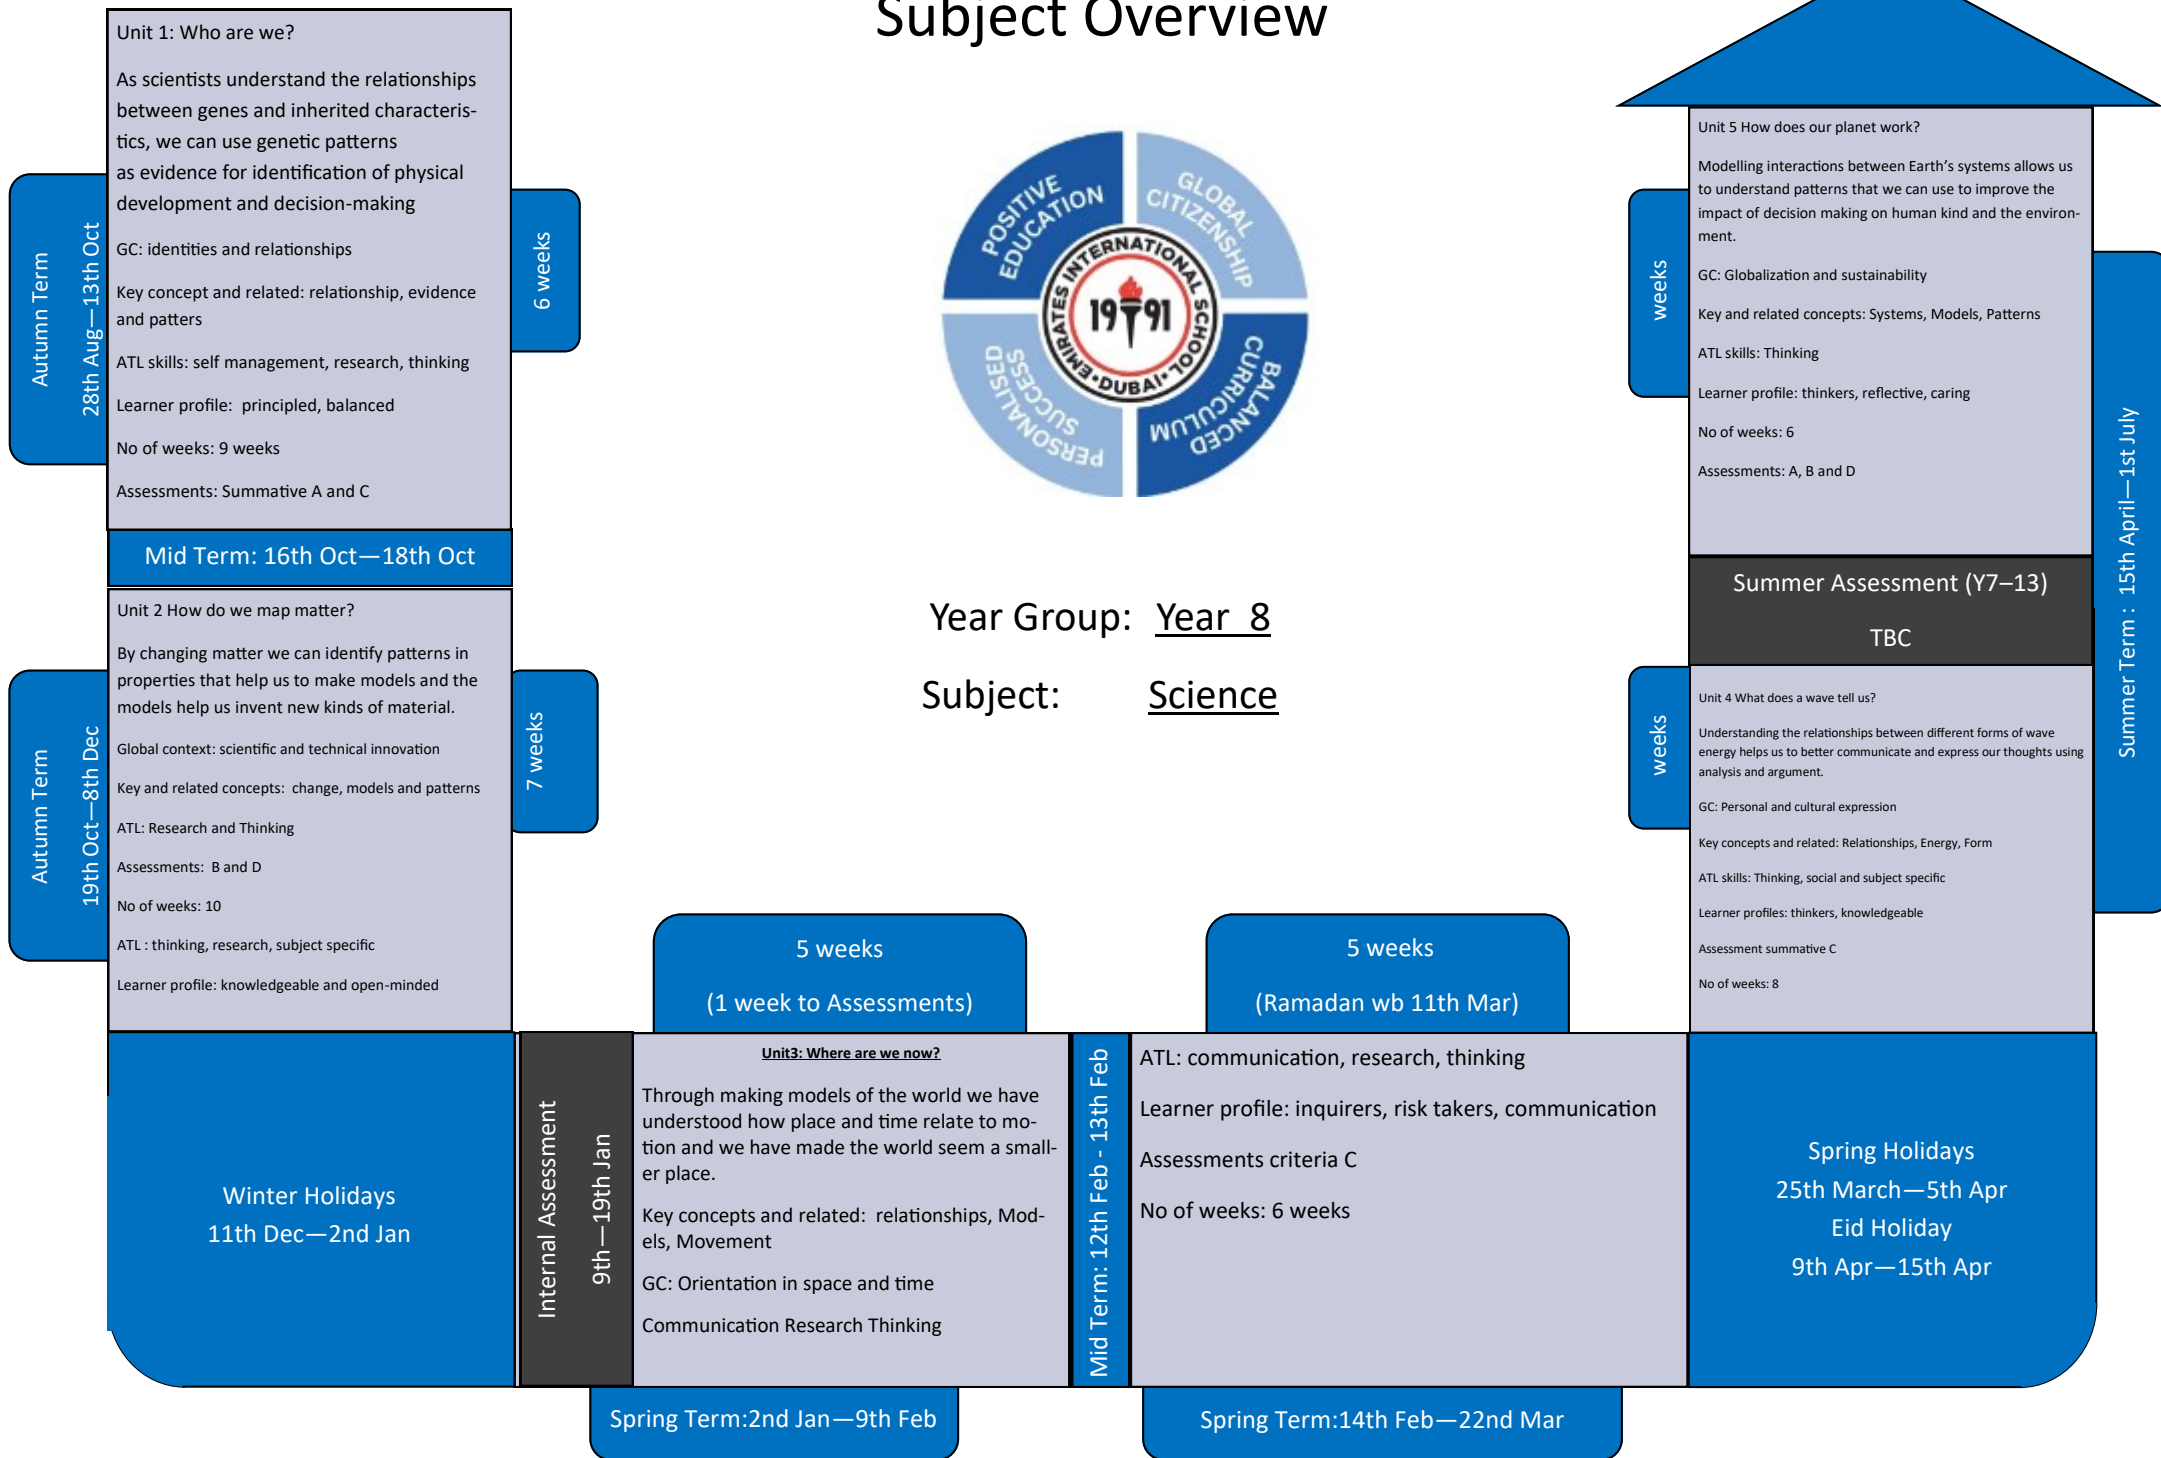 Subject Overview
Unit 1: Who are we?
As scientists understand the relationships
between genes and inherited characteris-
tics, we can use genetic patterns
as evidence for identification of physical
development and decision-making
GC: identities and relationships
Key concept and related: relationship, evidence
and patters
ATL skills: self management, research, thinking
Learner profile:  principled, balanced
No of weeks: 9 weeks
Assessments: Summative A and C
Autumn Term
28th Aug—13th Oct
6 weeks
Mid Term: 16th Oct—18th Oct
Unit 2 How do we map matter?
By changing matter we can identify patterns in
properties that help us to make models and the
models help us invent new kinds of material.
Global context: scientific and technical innovation
Key and related concepts:  change, models and patterns
ATL: Research and Thinking
Assessments:  B and D
No of weeks: 10
ATL : thinking, research, subject specific
Learner profile: knowledgeable and open-minded
Autumn Term
19th Oct—8th Dec
7 weeks
Winter Holidays
11th Dec—2nd Jan
Internal Assessment
9th—19th Jan
5 weeks
(1 week to Assessments)
Unit3: Where are we now?
Through making models of the world we have
understood how place and time relate to mo-
tion and we have made the world seem a small-
er place.
Key concepts and related:  relationships, Mod-
els, Movement
GC: Orientation in space and time
Communication Research Thinking
Spring Term:2nd Jan—9th Feb
Mid Term: 12th Feb - 13th Feb
5 weeks
(Ramadan wb 11th Mar)
ATL: communication, research, thinking
Learner profile: inquirers, risk takers, communication
Assessments criteria C
No of weeks: 6 weeks
Spring Term:14th Feb—22nd Mar
Spring Holidays
25th March—5th Apr
Eid Holiday
9th Apr—15th Apr
Unit 4 What does a wave tell us?
Understanding the relationships between different forms of wave
energy helps us to better communicate and express our thoughts using
analysis and argument.
GC: Personal and cultural expression
Key concepts and related: Relationships, Energy, Form
ATL skills: Thinking, social and subject specific
Learner profiles: thinkers, knowledgeable
Assessment summative C
No of weeks: 8
weeks
Summer Assessment (Y7–13)
TBC
Summer Term :  15th April—1st July
Unit 5 How does our planet work?
Modelling interactions between Earth's systems allows us
to understand patterns that we can use to improve the
impact of decision making on human kind and the environ-
ment.
GC: Globalization and sustainability
Key and related concepts: Systems, Models, Patterns
ATL skills: Thinking
Learner profile: thinkers, reflective, caring
No of weeks: 6
Assessments: A, B and D
weeks
POSITIVE
EDUCATION
GLOBAL
CITIZENSHIP
BALANCED
CURRICULUM
PERSONALISED
SUCCESS
EMIRATES INTERNATIONAL SCHOOL
•DUBAI•
1991
Year Group:  Year  8
Subject:  Science